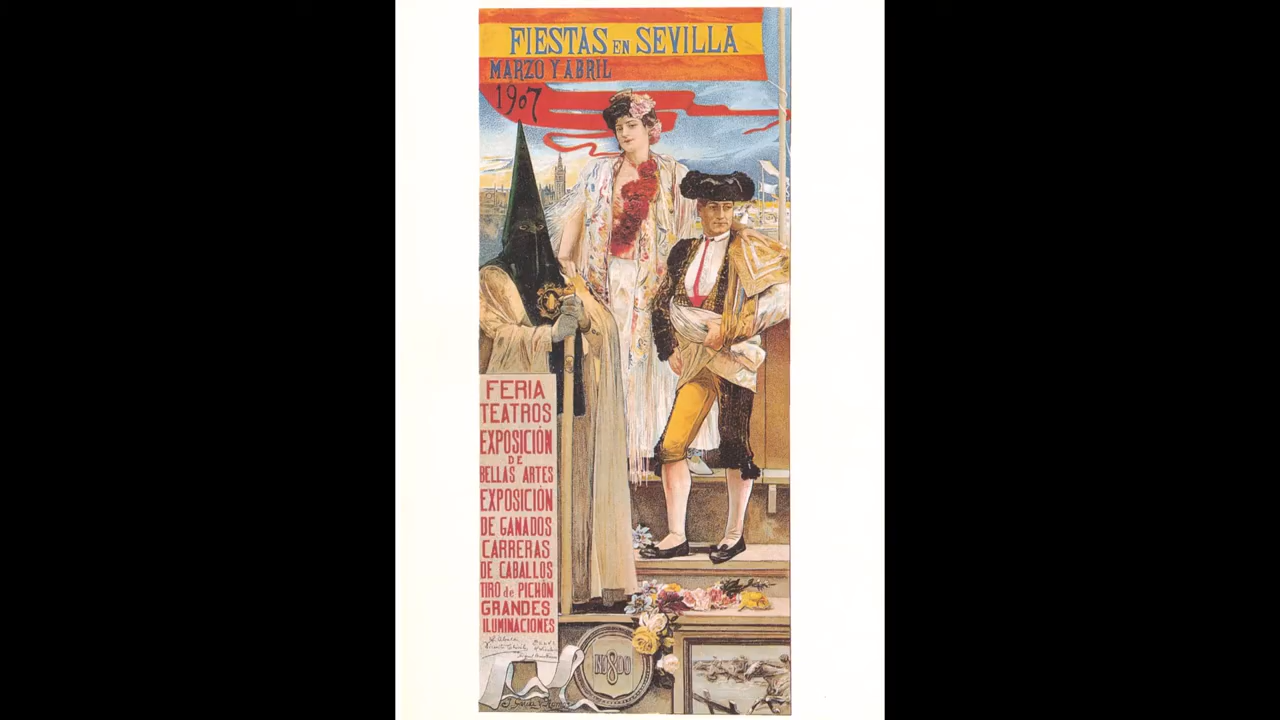 FIESTAS EN SEVILLA
MARZO Y ABRIL
1907
FERIA
TEATROS
EXPOSICIÓN
DE
BELLAS ARTES
EXPOSICIÓN
DE GANADOS
CARRERAS
DE CABALLOS
TIRO de PICHÓN
GRANDES
ILUMINACIONES
NO8DO